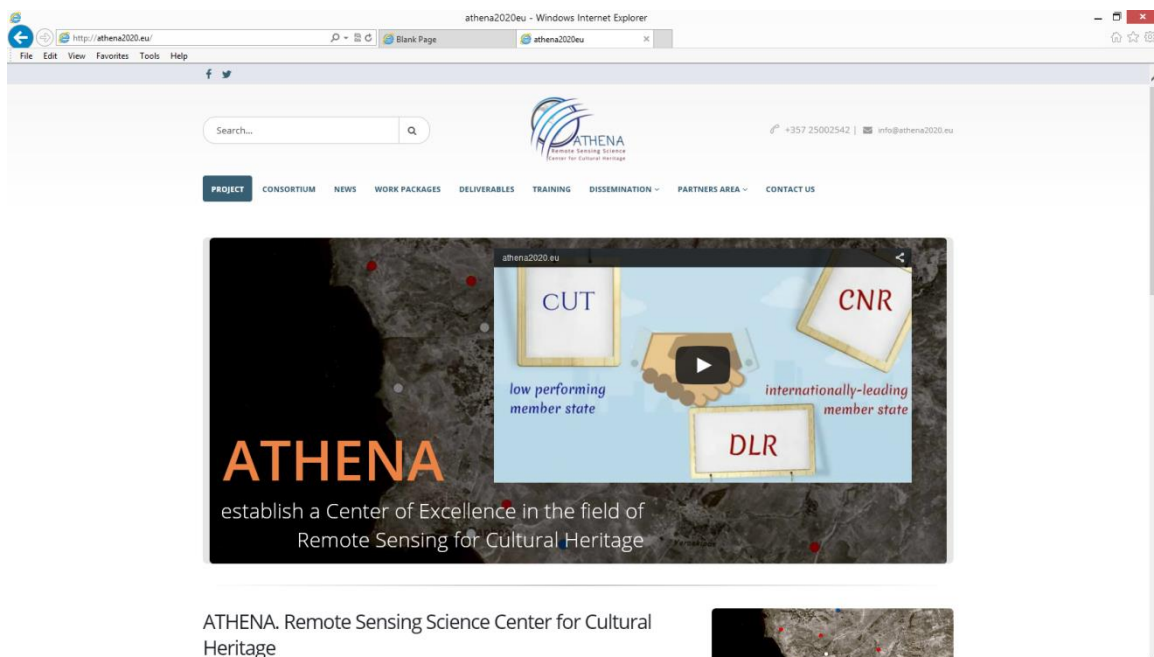 athena2020eu - Windows Internet Explorer
http://athena2020.eu/
Blank Page
athena2020eu
File Edit View Favorites Tools Help
Search...
ATHENA
Remote Sensing Science
Center for Cultural Heritage
+357 25002542 | info@athena2020.eu
PROJECT CONSORTIUM NEWS WORK PACKAGES DELIVERABLES TRAINING DISSEMINATION PARTNERS AREA CONTACT US
athena2020.eu
CUT
CNR
low performing
member state
internationally-leading
member state
DLR
ATHENA
establish a Center of Excellence in the field of
Remote Sensing for Cultural Heritage
ATHENA. Remote Sensing Science Center for Cultural
Heritage